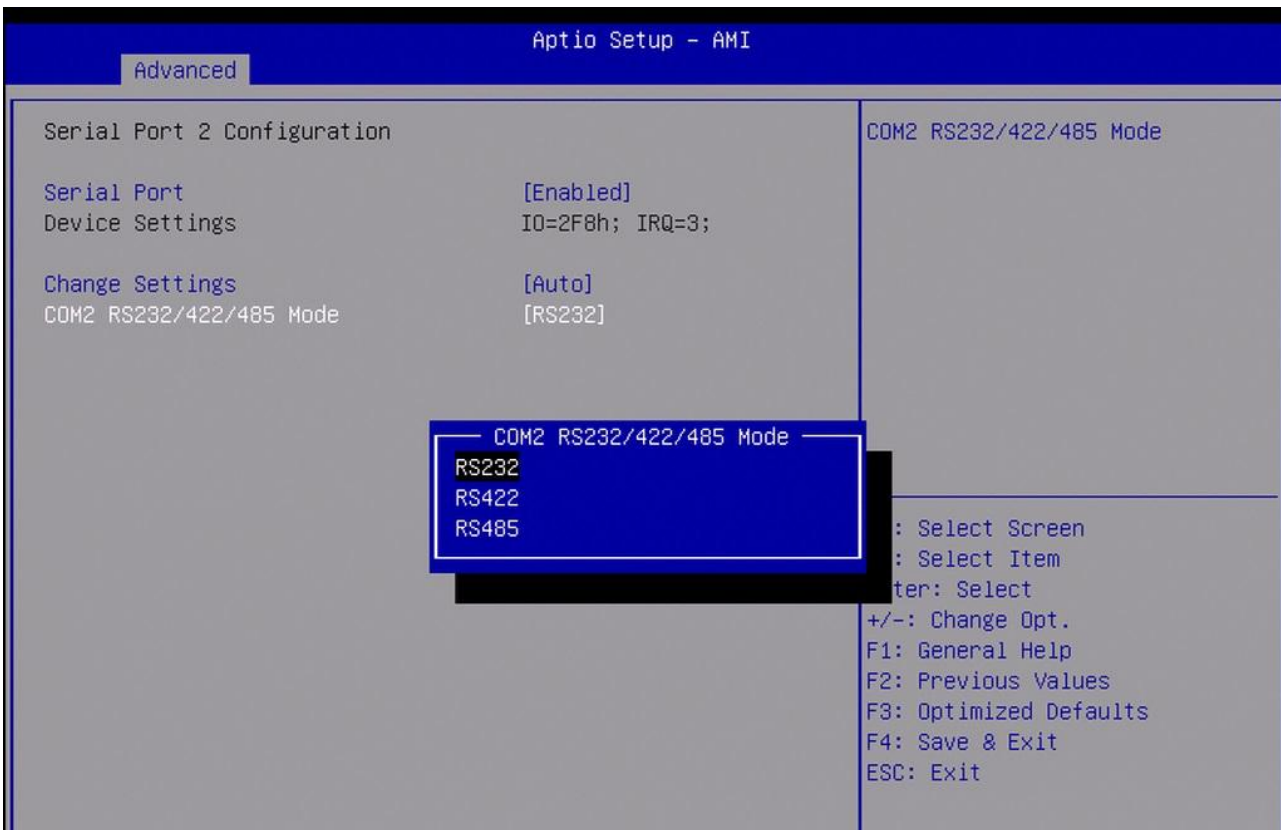 Aptio Setup – AMI
Advanced
Serial Port 2 Configuration
Serial Port [Enabled]
Device Settings IO=2F8h; IRQ=3;
Change Settings [Auto]
COM2 RS232/422/485 Mode [RS232]
COM2 RS232/422/485 Mode
RS232
RS422
RS485
COM2 RS232/422/485 Mode
: Select Screen
: Select Item
ter: Select
+/-: Change Opt.
F1: General Help
F2: Previous Values
F3: Optimized Defaults
F4: Save & Exit
ESC: Exit